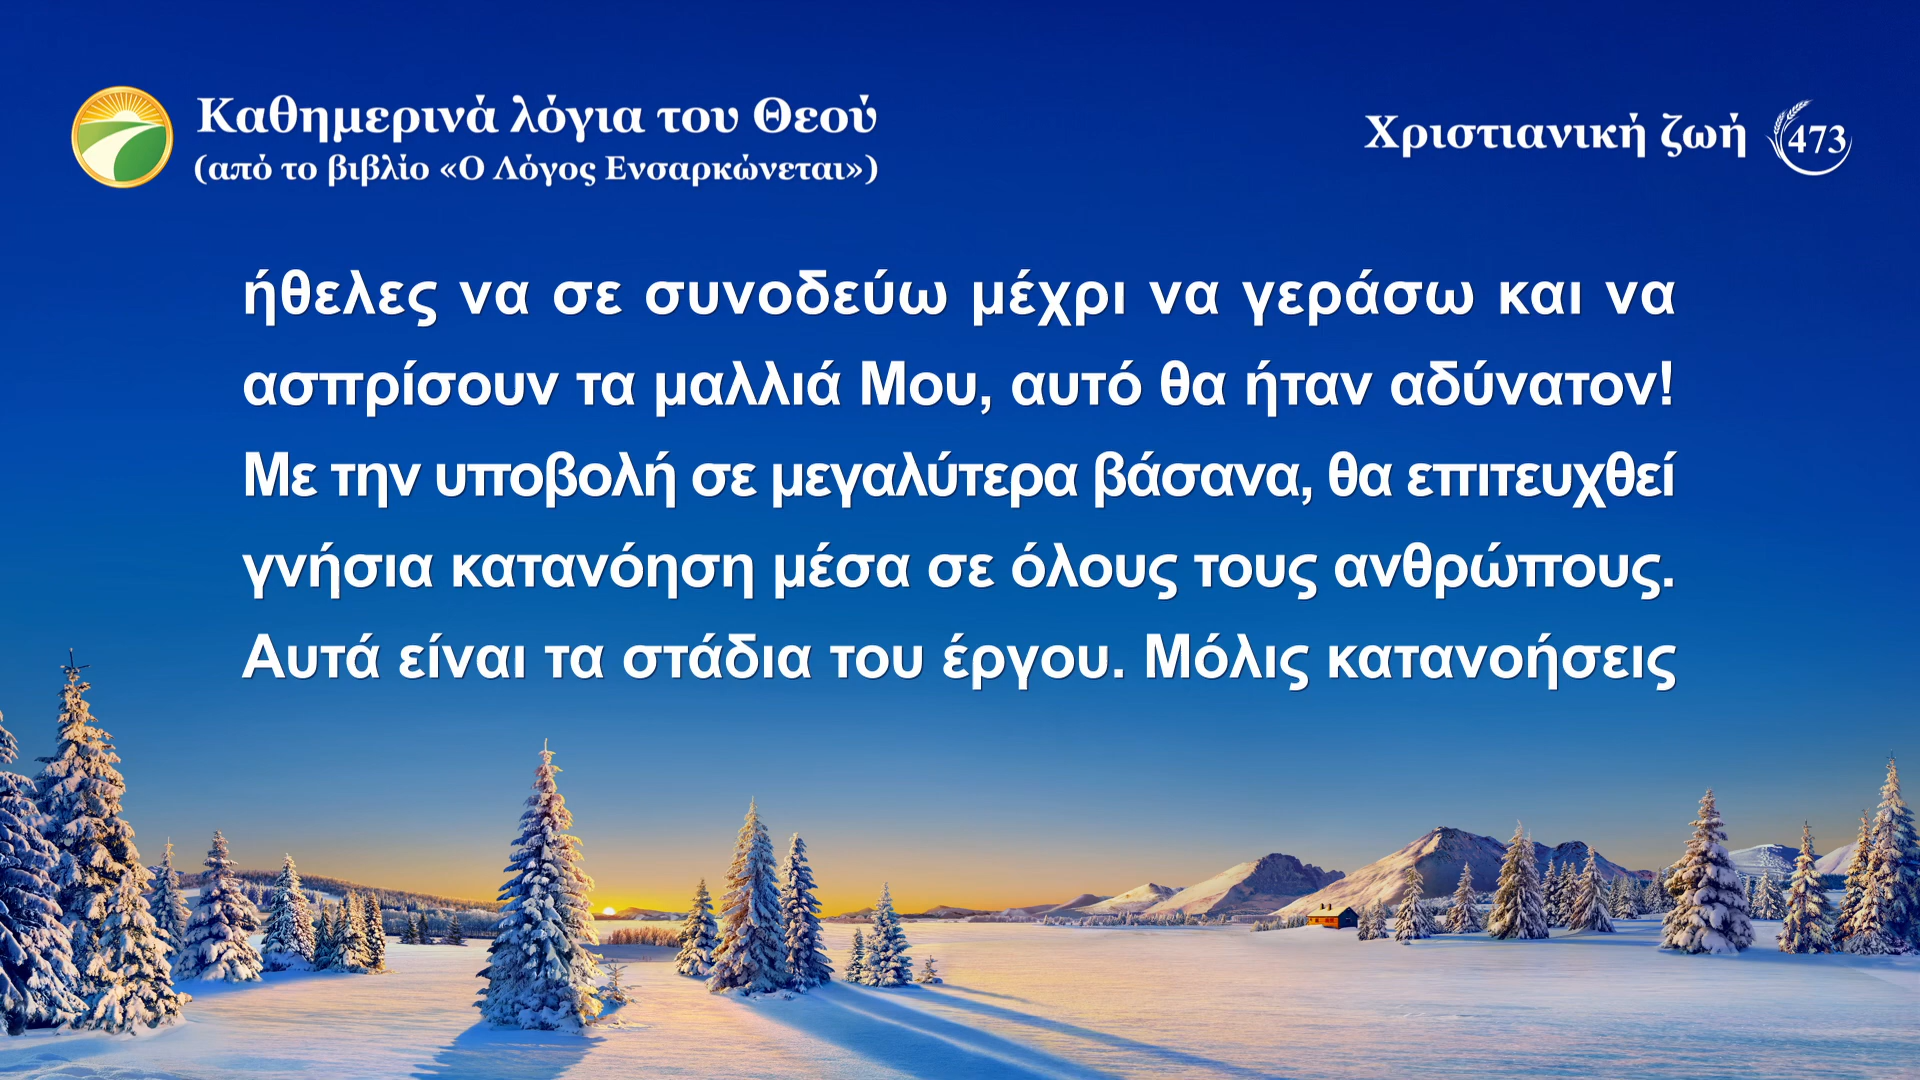 Καθημερινά λόγια του Θεού
(από το βιβλίο «Ο Λόγος Ενσαρκώνεται»)
Χριστιανική ζωή 473
ήθελες να σε συνοδεύω μέχρι να γεράσω και να
ασπρίσουν τα μαλλιά Μου, αυτό θα ήταν αδύνατον!
Με την υποβολή σε μεγαλύτερα βάσανα, θα επιτευχθεί
γνήσια κατανόηση μέσα σε όλους τους ανθρώπους.
Αυτά είναι τα στάδια του έργου. Μόλις κατανοήσεις